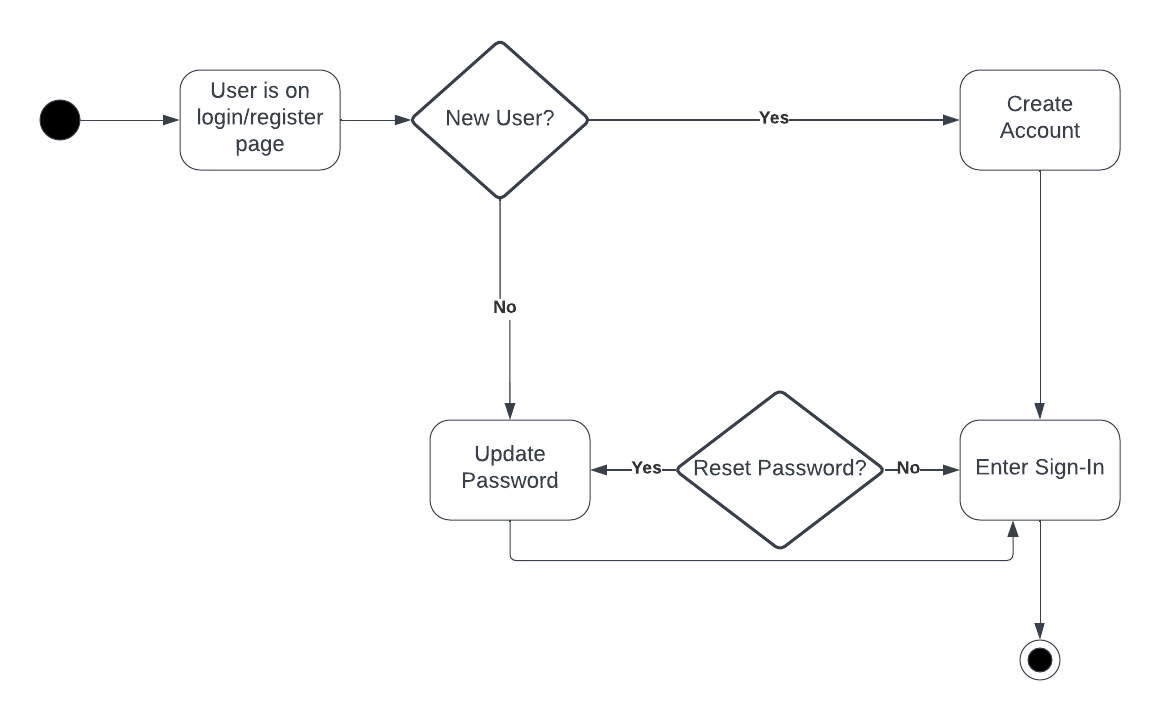 User is on
login/register
page
New User?
Yes
Create
Account
No
Update
Password
Yes
Reset Password?
No
Enter Sign-In